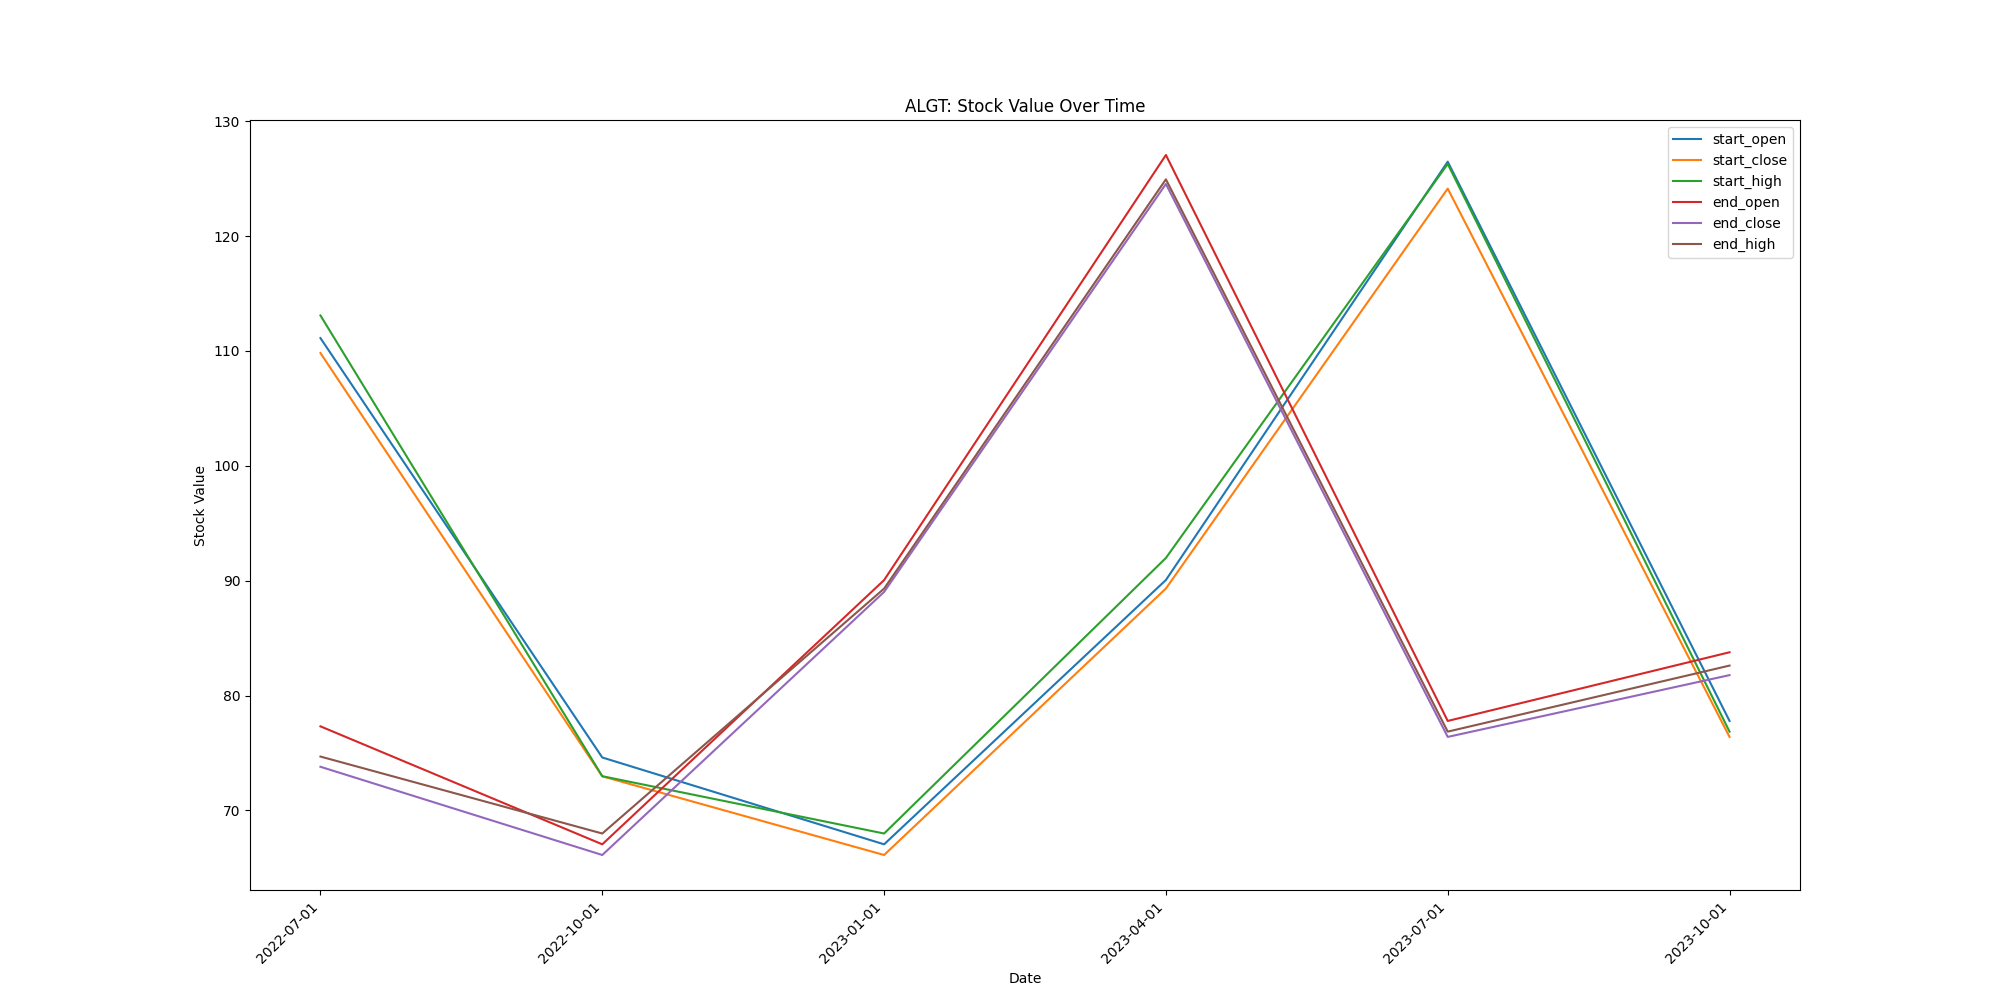 ALGT: Stock Value Over Time
130
120
110
100
90
80
70
Stock Value
start_open
start_close
start_high
end_open
end_close
end_high
2022-07-01
2022-10-01
2023-01-01
2023-04-01
2023-07-01
2023-10-01
Date